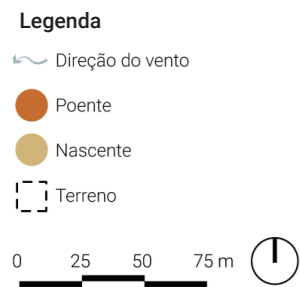 Legenda
Direção do vento
Poente
Nascente
Terreno
0 25 50 75 m